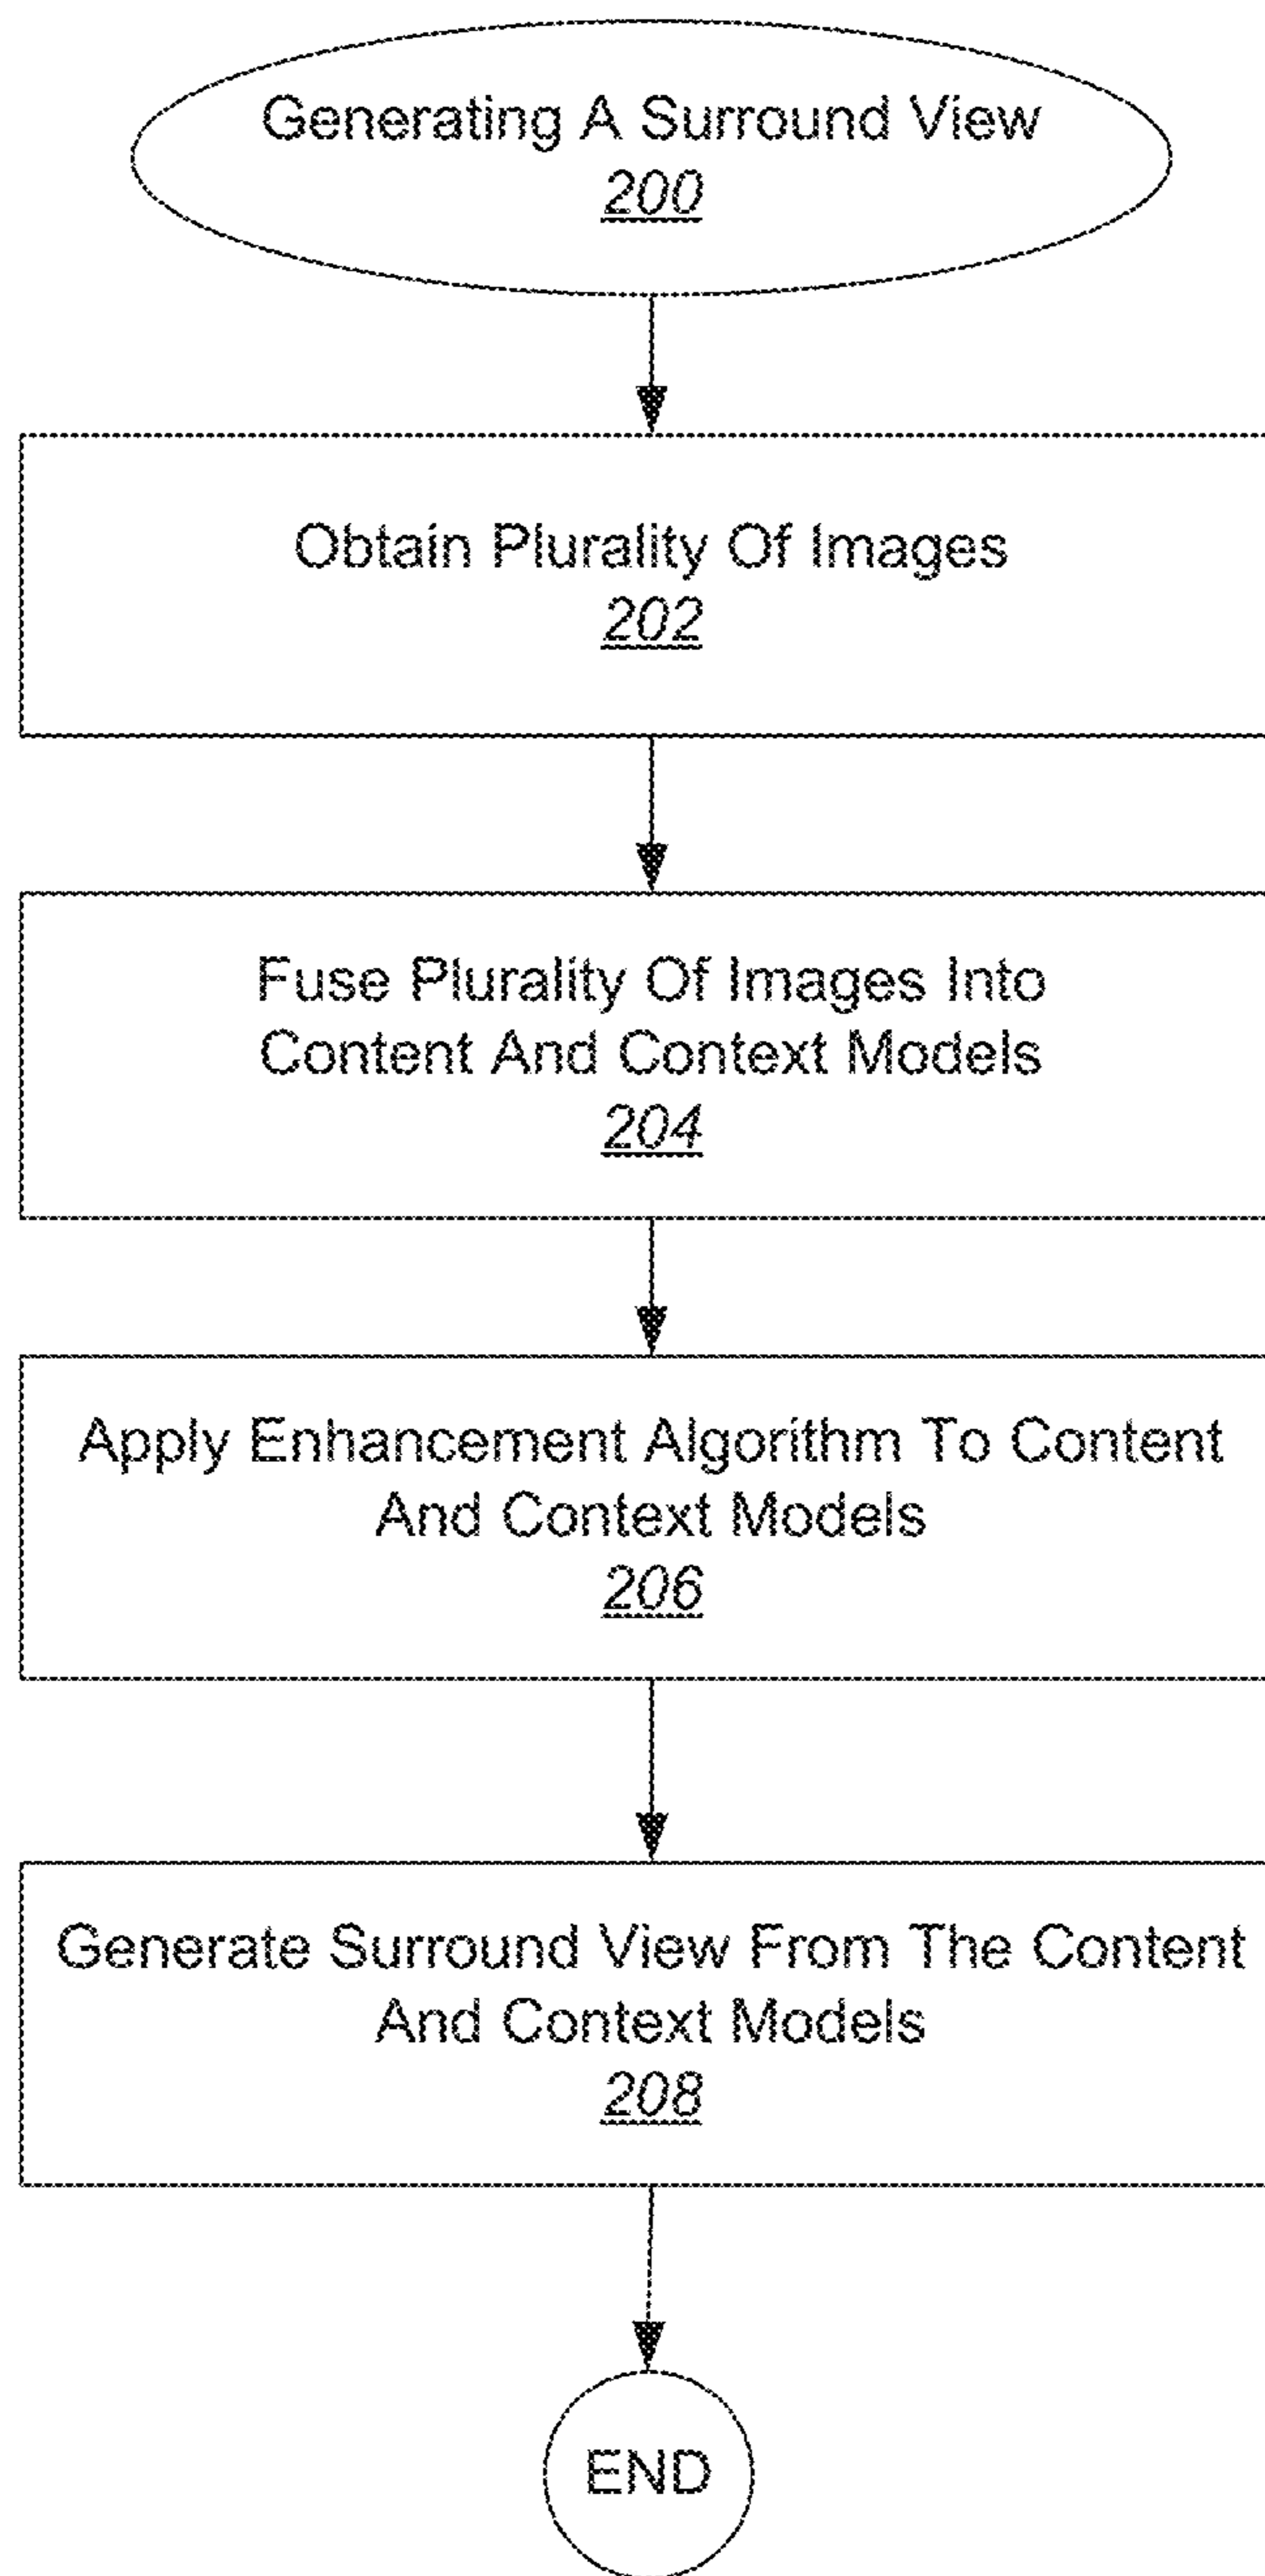 Generating A Surround View
200
Obtain Plurality Of Images
202
Fuse Plurality Of Images Into
Content And Context Models
204
Apply Enhancement Algorithm To Content
And Context Models
206
Generate Surround View From The Content
And Context Models
208
END